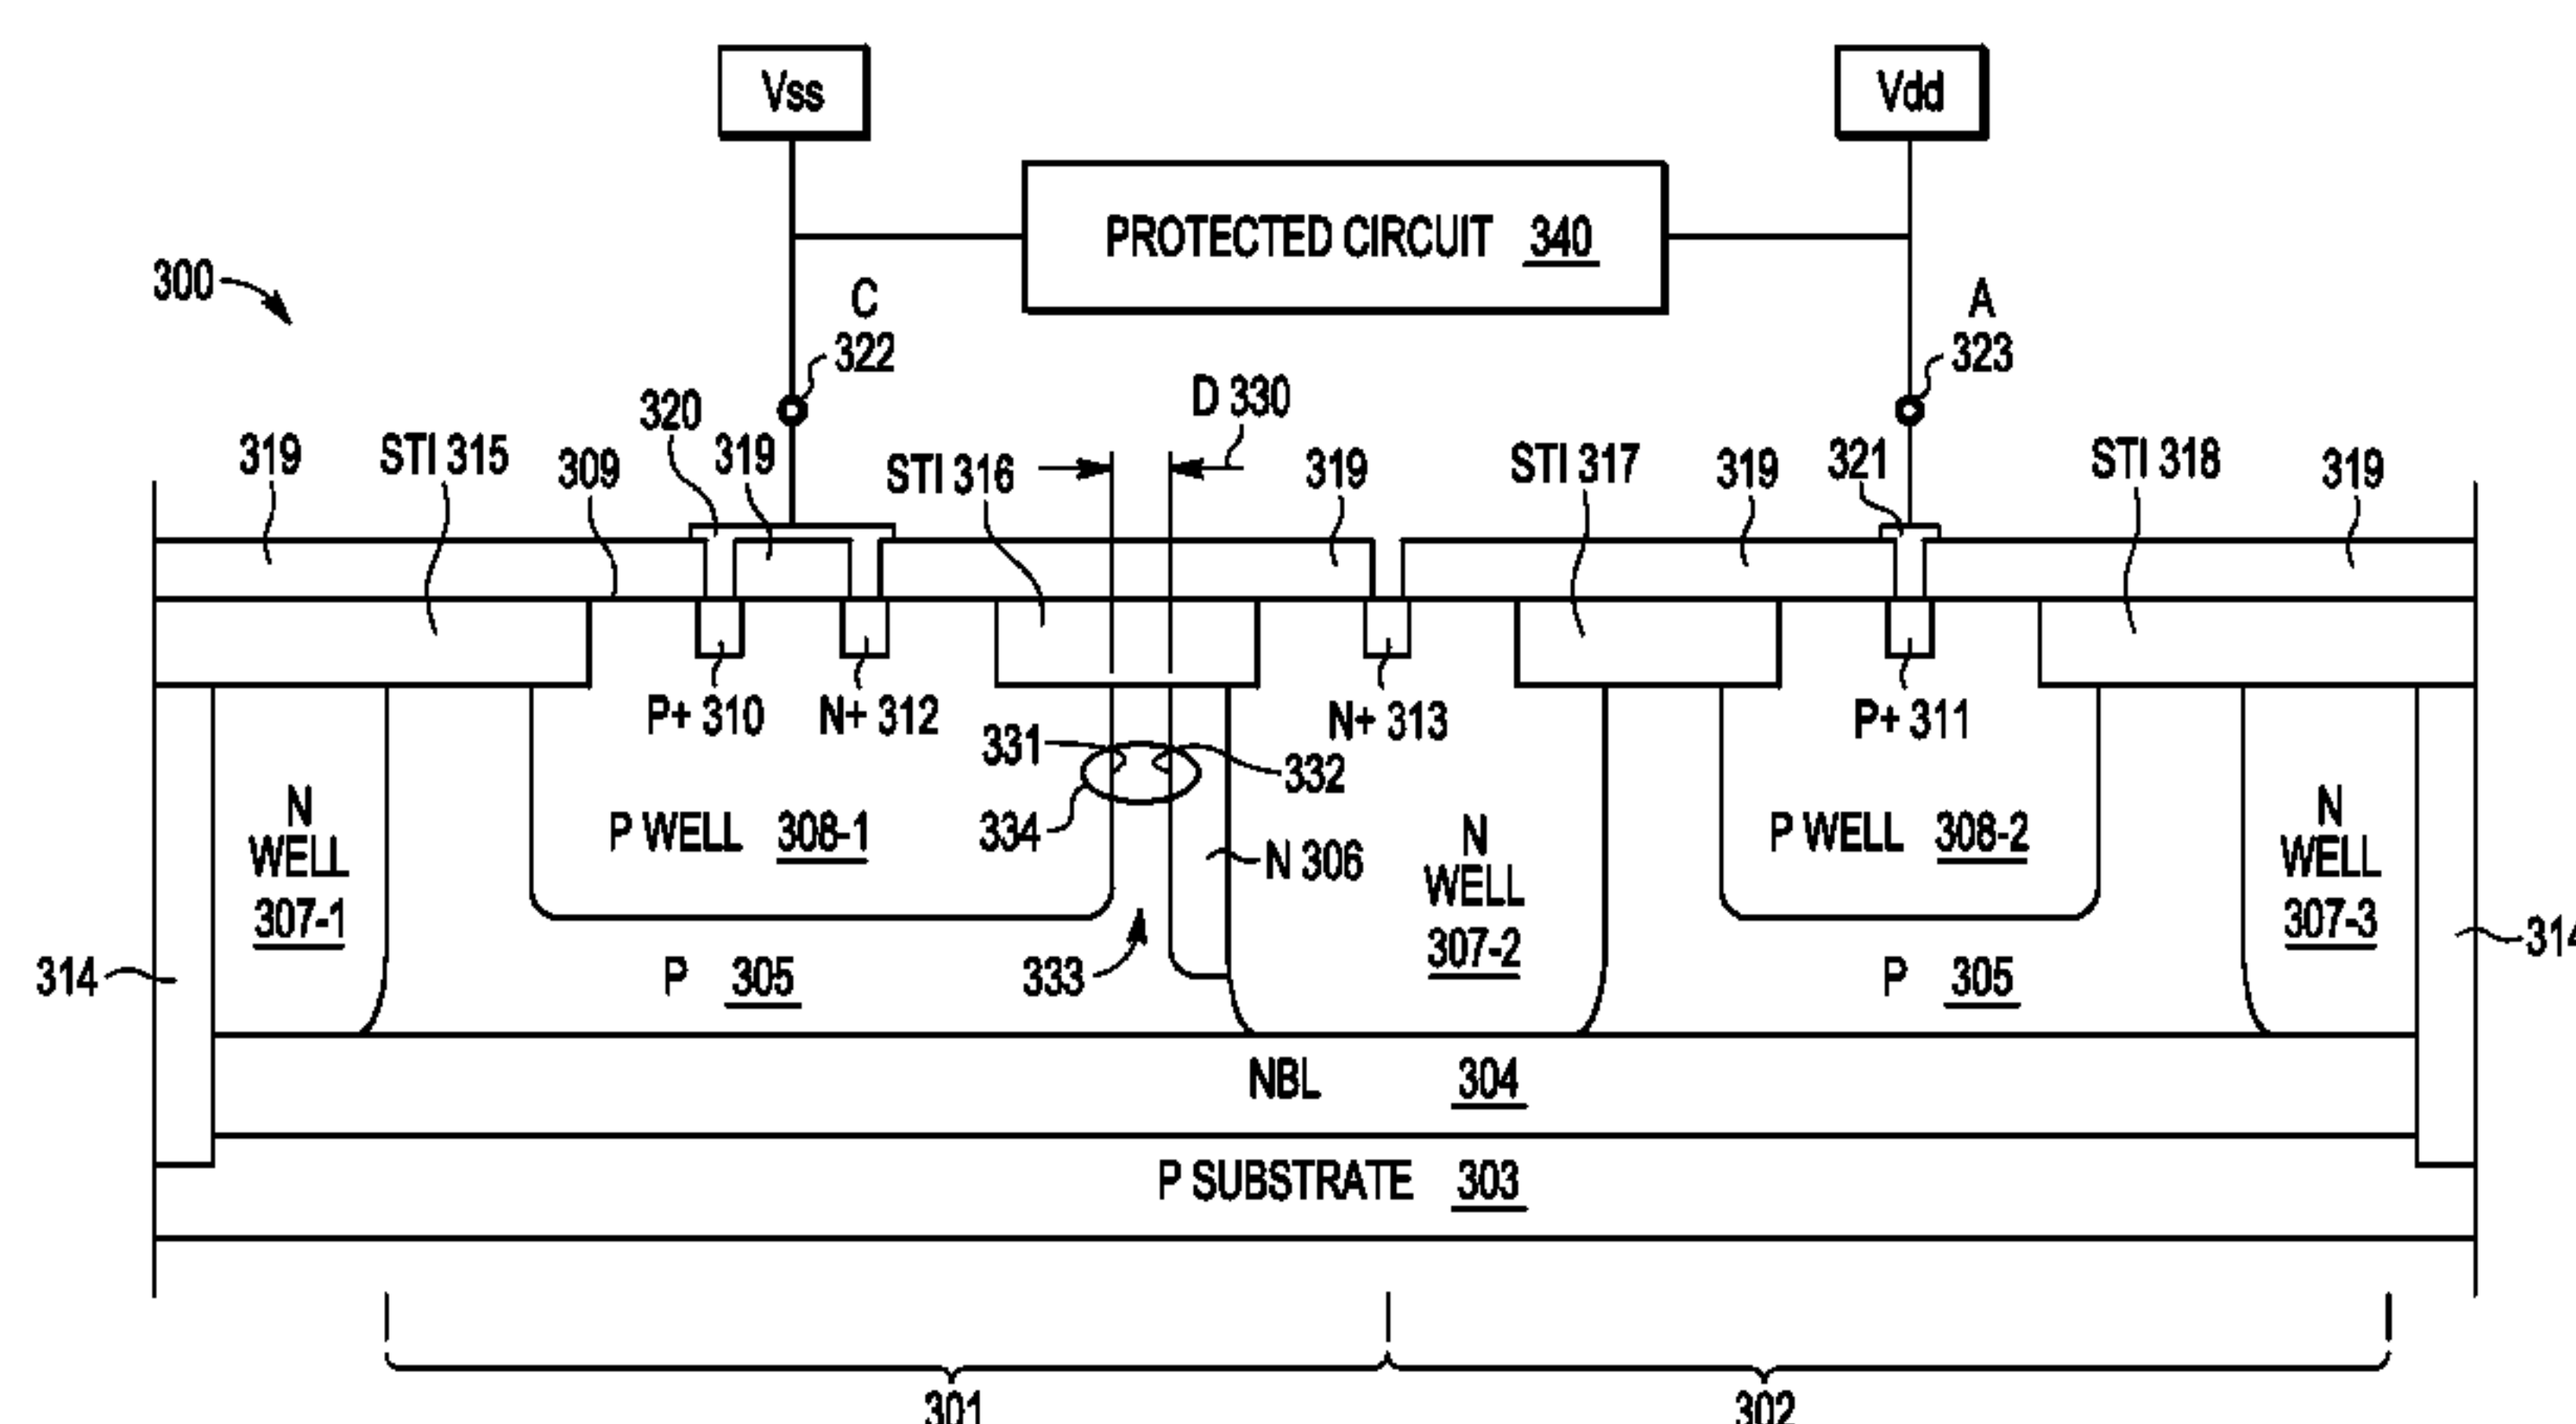 Vss
Vdd
PROTECTED CIRCUIT 340
300
C
322
A
323
D 330
320
319
STI 315
309
319
STI 316
319
STI 317
319
321
STI 318
319
P+ 310
N+ 312
N+ 313
P+ 311
331
332
334
N
WELL
307-1
P WELL 308-1
N 306
N
WELL
307-2
P WELL 308-2
N
WELL
307-3
314
P 305
333
P 305
314
NBL 304
P SUBSTRATE 303
301
302